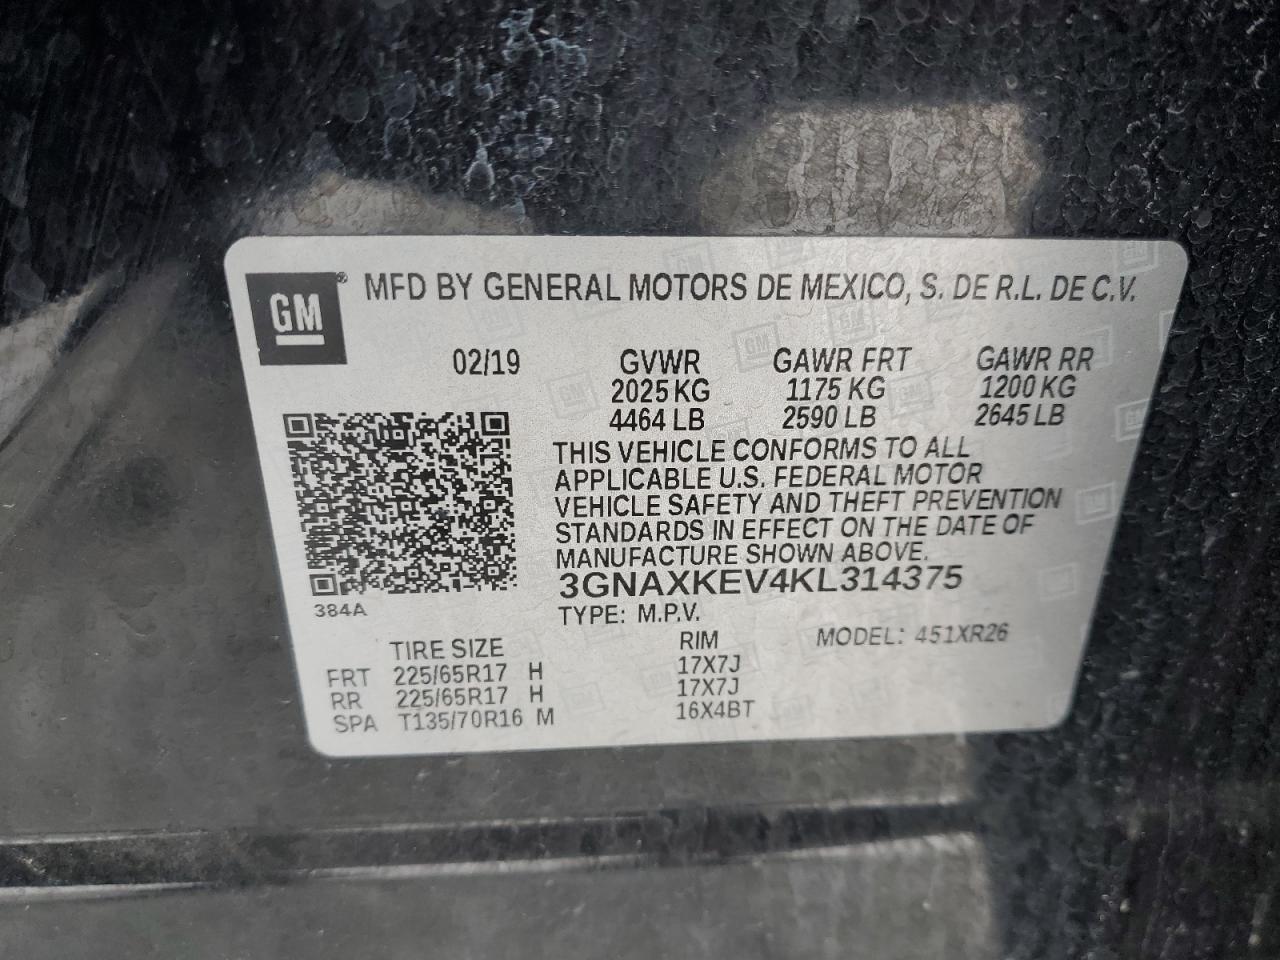 GM ® MFD BY GENERAL MOTORS DE MEXICO, S. DE R.L. DE C.V.
02/19 GVWR GAWR FRT GAWR RR
2025 KG 1175 KG 1200 KG
4464 LB 2590 LB 2645 LB
THIS VEHICLE CONFORMS TO ALL
APPLICABLE U.S. FEDERAL MOTOR
VEHICLE SAFETY AND THEFT PREVENTION
STANDARDS IN EFFECT ON THE DATE OF
MANUFACTURE SHOWN ABOVE.
3GNAXKEV4KL314375
384A
TYPE: M.P.V.
TIRE SIZE RIM MODEL: 451XR26
FRT 225/65R17 H 17X7J
RR 225/65R17 H 17X7J
SPA T135/70R16 M 16X4BT